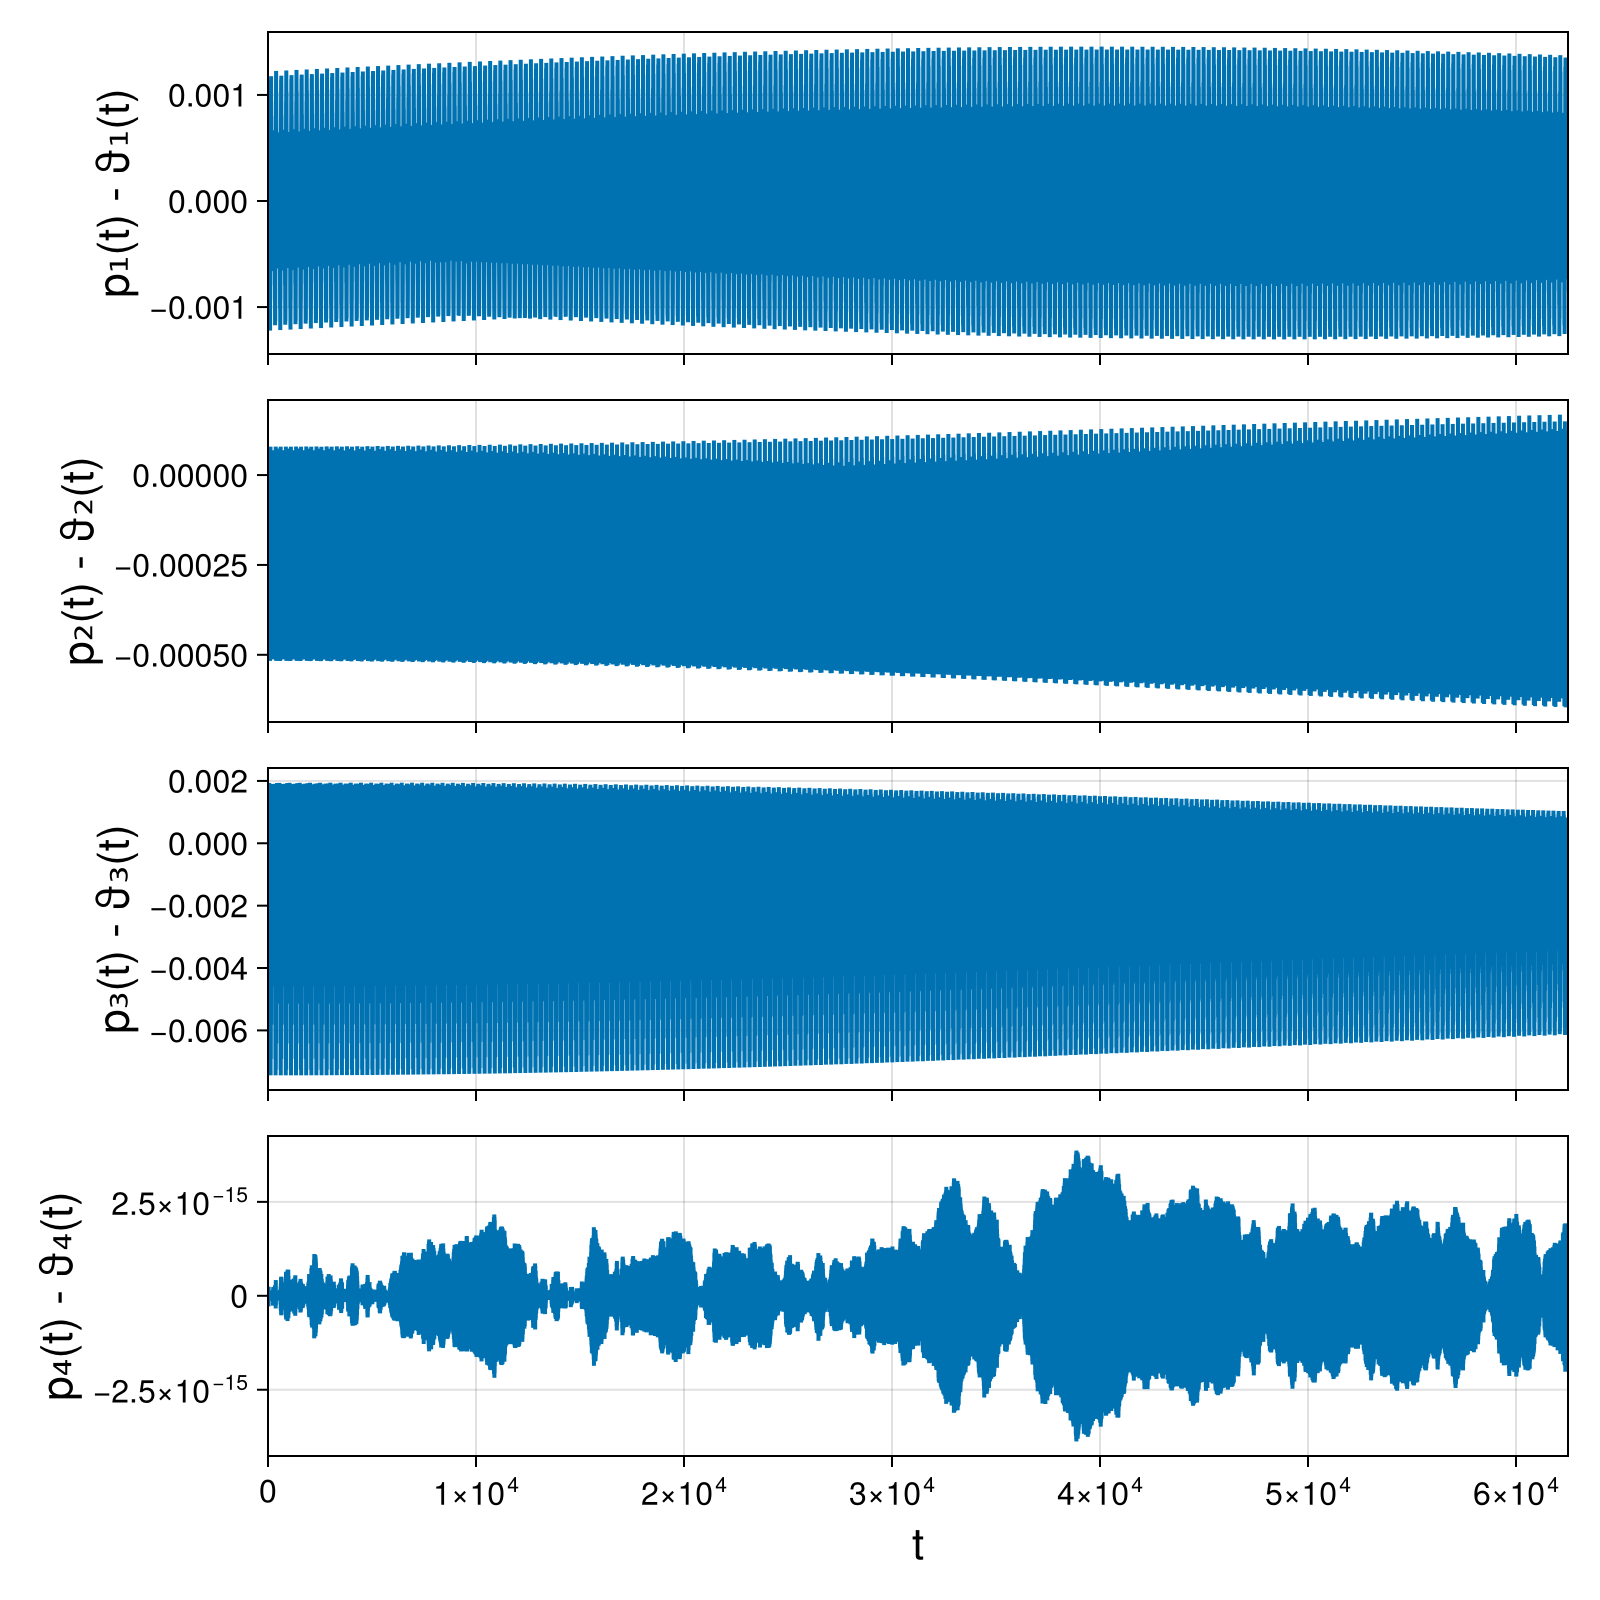 p₁(t) - ϑ₁(t)
0.001
0.000
−0.001
p₂(t) - ϑ₂(t)
0.00000
−0.00025
−0.00050
p₃(t) - ϑ₃(t)
0.002
0.000
−0.002
−0.004
−0.006
p₄(t) - ϑ₄(t)
2.5×10⁻¹⁵
0
−2.5×10⁻¹⁵
0 1×10⁴ 2×10⁴ 3×10⁴ 4×10⁴ 5×10⁴ 6×10⁴
t